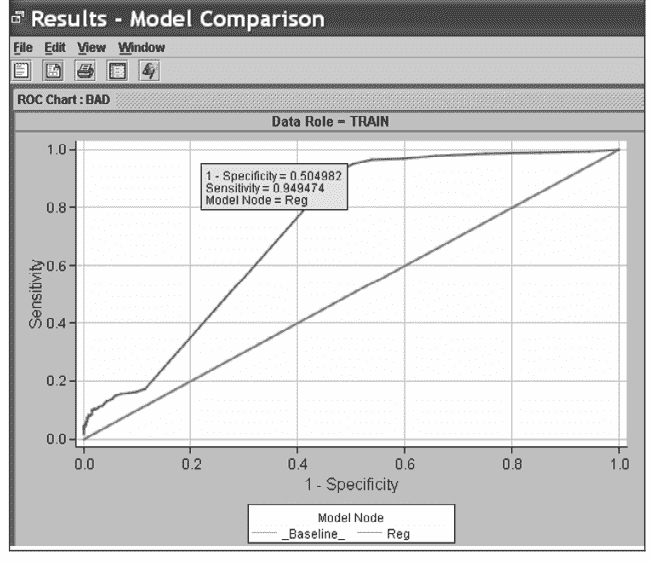 Results - Model Comparison
File Edit View Window
ROC Chart : BAD
Data Role = TRAIN
1.0
0.8
0.6
0.4
0.2
0.0
Sensitivity
1 - Specificity = 0.504982
Sensitivity = 0.949474
Model Node = Reg
0.0 0.2 0.4 0.6 0.8 1.0
1 - Specificity
Model Node
_Baseline_ Reg